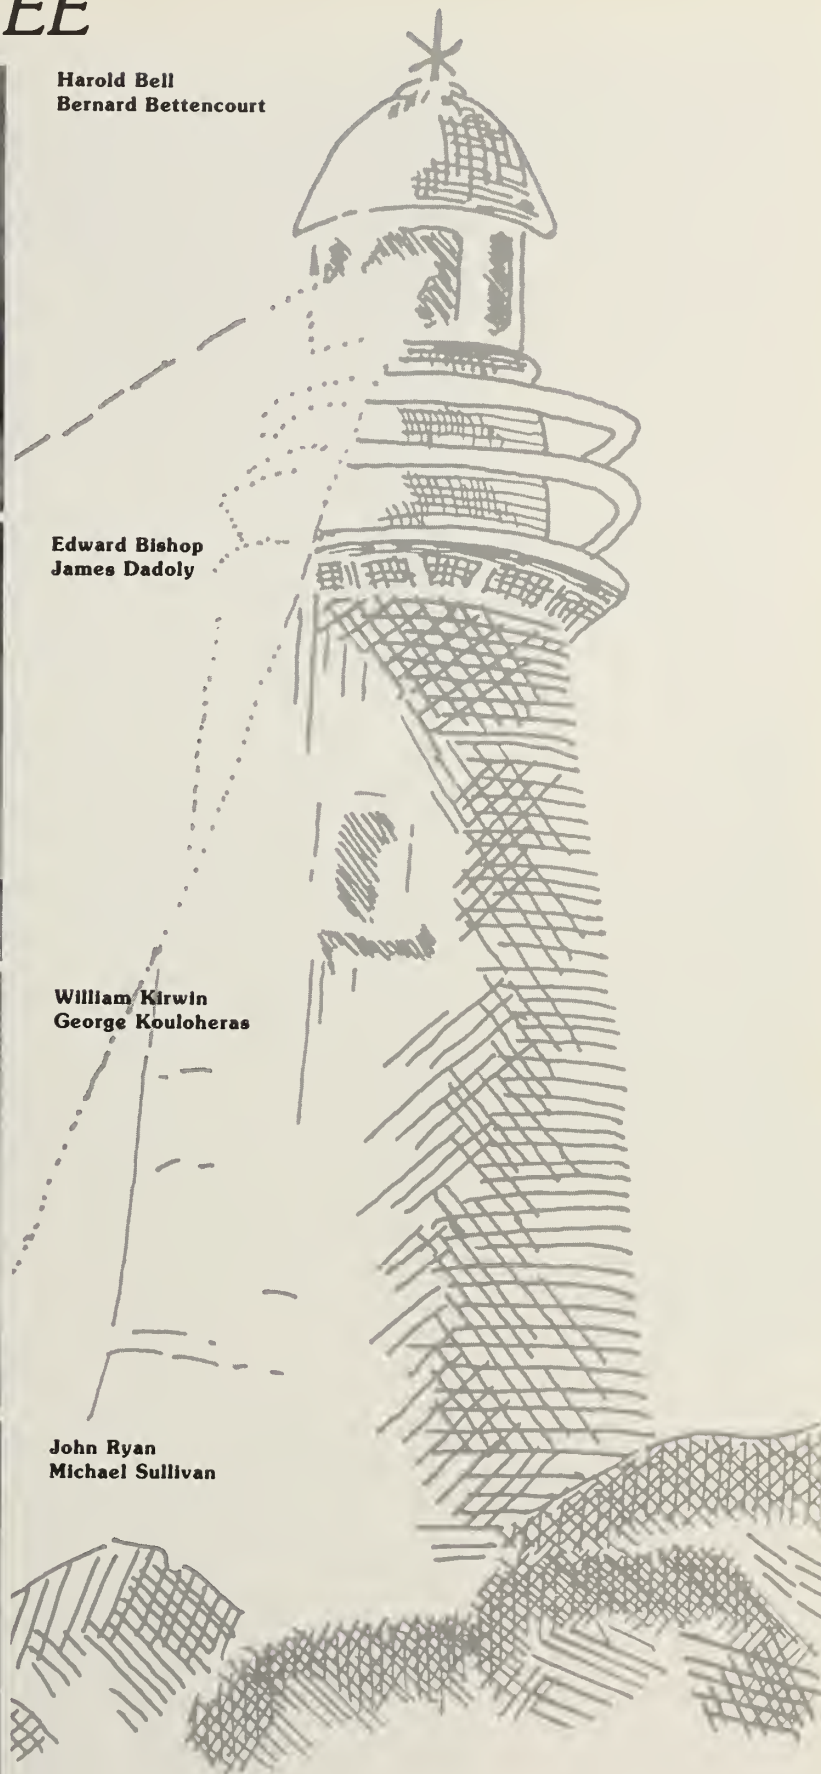 EE
Harold Bell
Bernard Bettencourt
Edward Bishop
James Dadoly
William Kirwin
George Kouloheras
John Ryan
Michael Sullivan